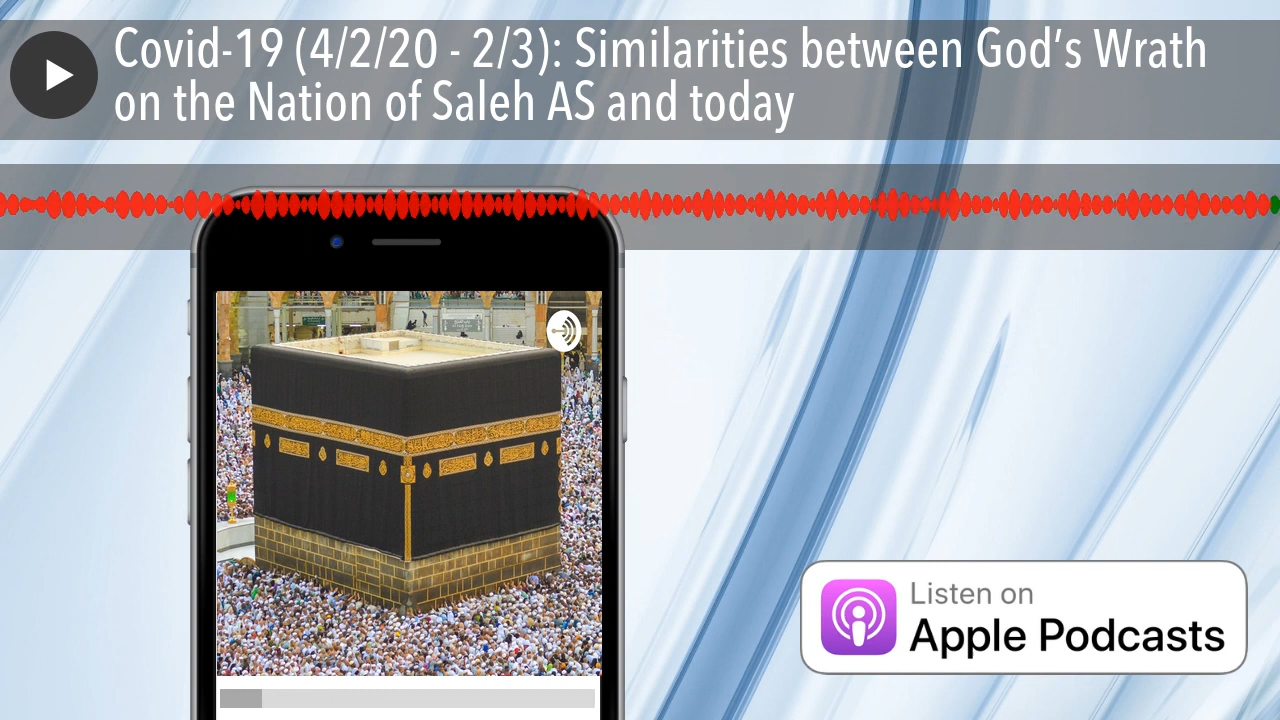 Covid-19 (4/2/20 - 2/3): Similarities between God’s Wrath
on the Nation of Saleh AS and today
Listen on
Apple Podcasts